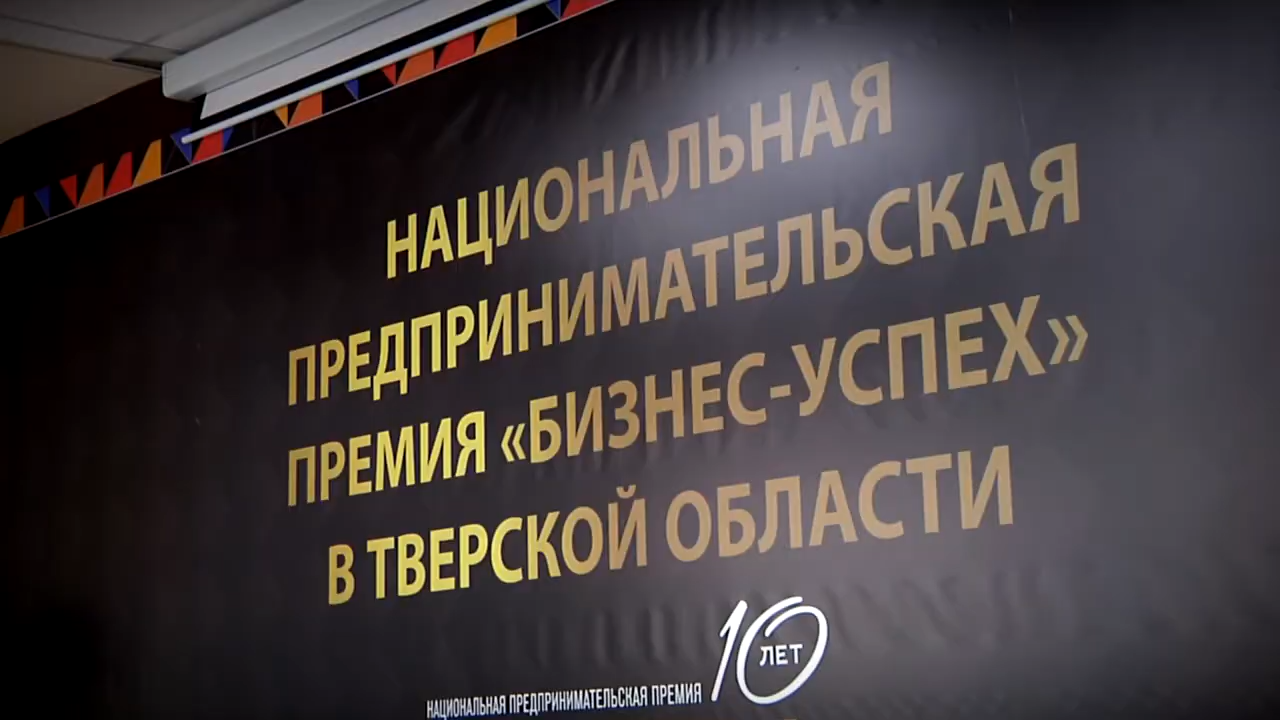 НАЦИОНАЛЬНАЯ
ПРЕДПРИНИМАТЕЛЬСКАЯ
ПРЕМИЯ «БИЗНЕС-УСПЕХ»
В ТВЕРСКОЙ ОБЛАСТИ
НАЦИОНАЛЬНАЯ ПРЕДПРИНИМАТЕЛЬСКАЯ ПРЕМИЯ 10 ЛЕТ